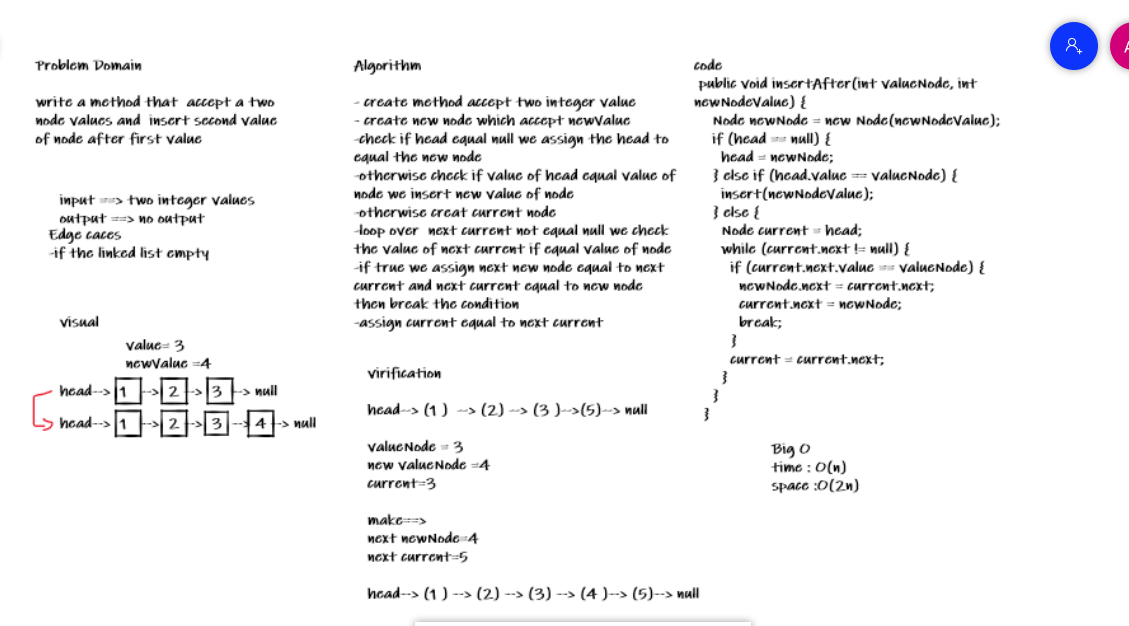 Problem Domain
write a method that accept a two
node values and insert second value
of node after first value
input ==> two integer values
output ==> no output
Edge caces
-if the linked list empty
visual
value= 3
newValue =4
head--> 1 --> 2 --> 3 --> null
head--> 1 --> 2 --> 3 --> 4 --> null
Algorithm
- create method accept two integer value
- create new node which accept newValue
-check if head equal null we assign the head to
equal the new node
-otherwise check if value of head equal value of
node we insert new value of node
-otherwise creat current node
-loop over next current not equal null we check
the value of next current if equal value of node
-if true we assign next new node equal to next
current and next current equal to new node
then break the condition
-assign current equal to next current
virification
head--> (1 ) --> (2) --> (3 )-->(5)--> null
valueNode = 3
new valueNode =4
current=3
make==>
next newNode=4
next current=5
head--> (1 ) --> (2) --> (3) --> (4 )--> (5)--> null
code
public void insertAfter(int valueNode, int
newNodeValue) {
Node newNode = new Node(newNodeValue);
if (head == null) {
head = newNode;
} else if (head.value == valueNode) {
insert(newNodeValue);
} else {
Node current = head;
while (current.next != null) {
if (current.next.value == valueNode) {
newNode.next = current.next;
current.next = newNode;
break;
}
current = current.next;
}
}
}
Big O
time : O(n)
space :O(2n)
A